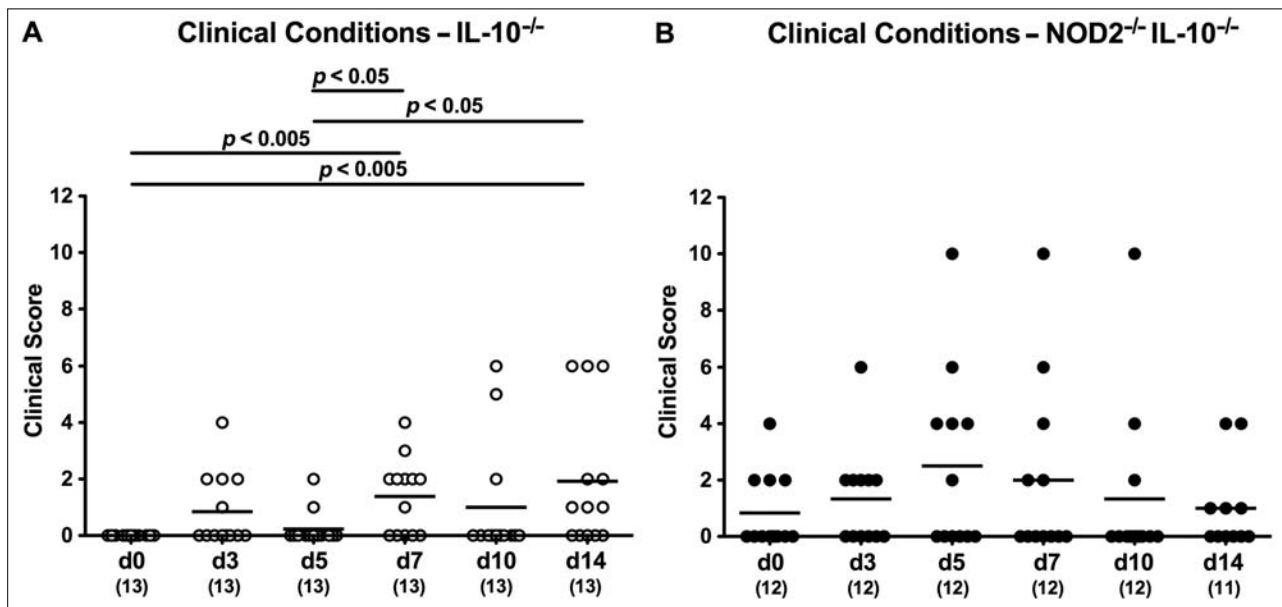 A
Clinical Conditions – IL-10-/-
p < 0.05
p < 0.05
p < 0.005
p < 0.005
Clinical Score
12
10
8
6
4
2
0
d0 d3 d5 d7 d10 d14
(13) (13) (13) (13) (13) (13)
B
Clinical Conditions – NOD2-/- IL-10-/-
Clinical Score
12
10
8
6
4
2
0
d0 d3 d5 d7 d10 d14
(12) (12) (12) (12) (12) (11)